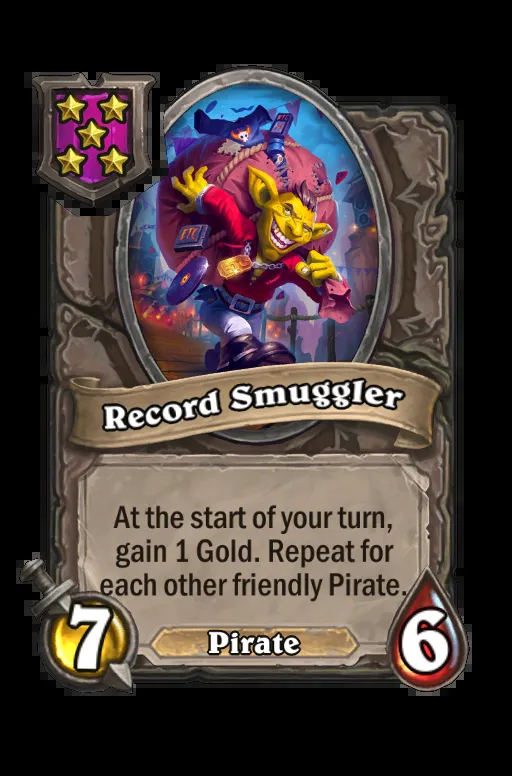 ETC
Record Smuggler
At the start of your turn,
gain 1 Gold. Repeat for
each other friendly Pirate.
7
Pirate
6